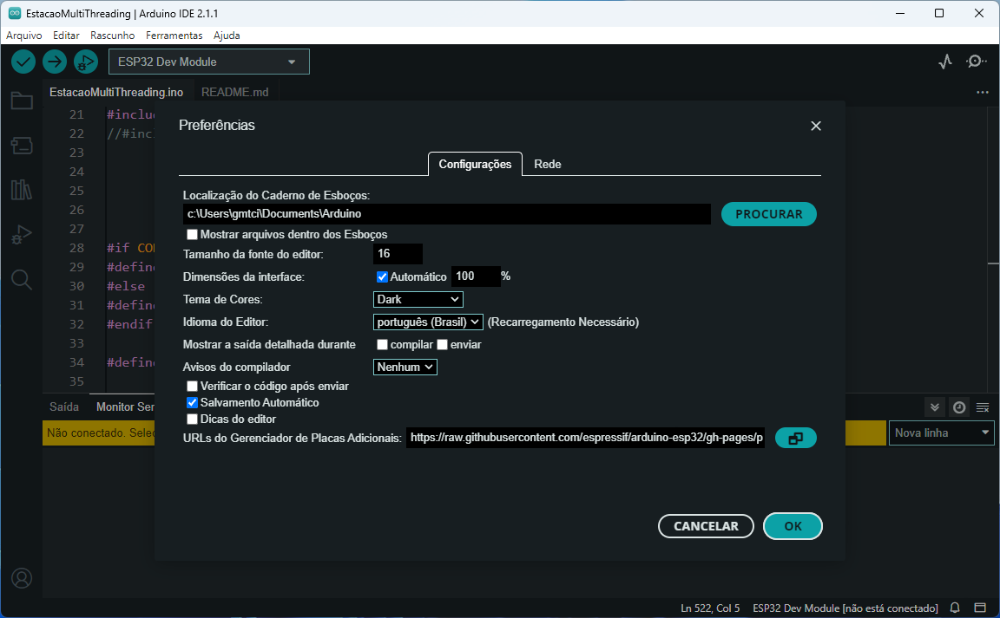 EstacaoMultiThreading | Arduino IDE 2.1.1
Arquivo Editar Rascunho Ferramentas Ajuda
ESP32 Dev Module
EstacaoMultiThreading.ino README.md
Preferências
Configurações Rede
Localização do Caderno de Esboços:
c:\Users\gmtci\Documents\Arduino
PROCURAR
Mostrar arquivos dentro dos Esboços
Tamanho da fonte do editor: 16
Dimensões da interface: Automático 100 %
Tema de Cores: Dark
Idioma do Editor: português (Brasil) (Recarregamento Necessário)
Mostrar a saída detalhada durante compilar enviar
Avisos do compilador Nenhum
Verificar o código após enviar
Salvamento Automático
Dicas do editor
URLs do Gerenciador de Placas Adicionais: https://raw.githubusercontent.com/espressif/arduino-esp32/gh-pages/p
CANCELAR OK
21 #inclu
22 //#inc
23
24
25
26
27
28 #if CO
29 #define
30 #else
31 #define
32 #endif
33
34 #define
35
Saída Monitor Ser
Não conectado. Selec
Nova linha
Ln 522, Col 5 ESP32 Dev Module [não está conectado]